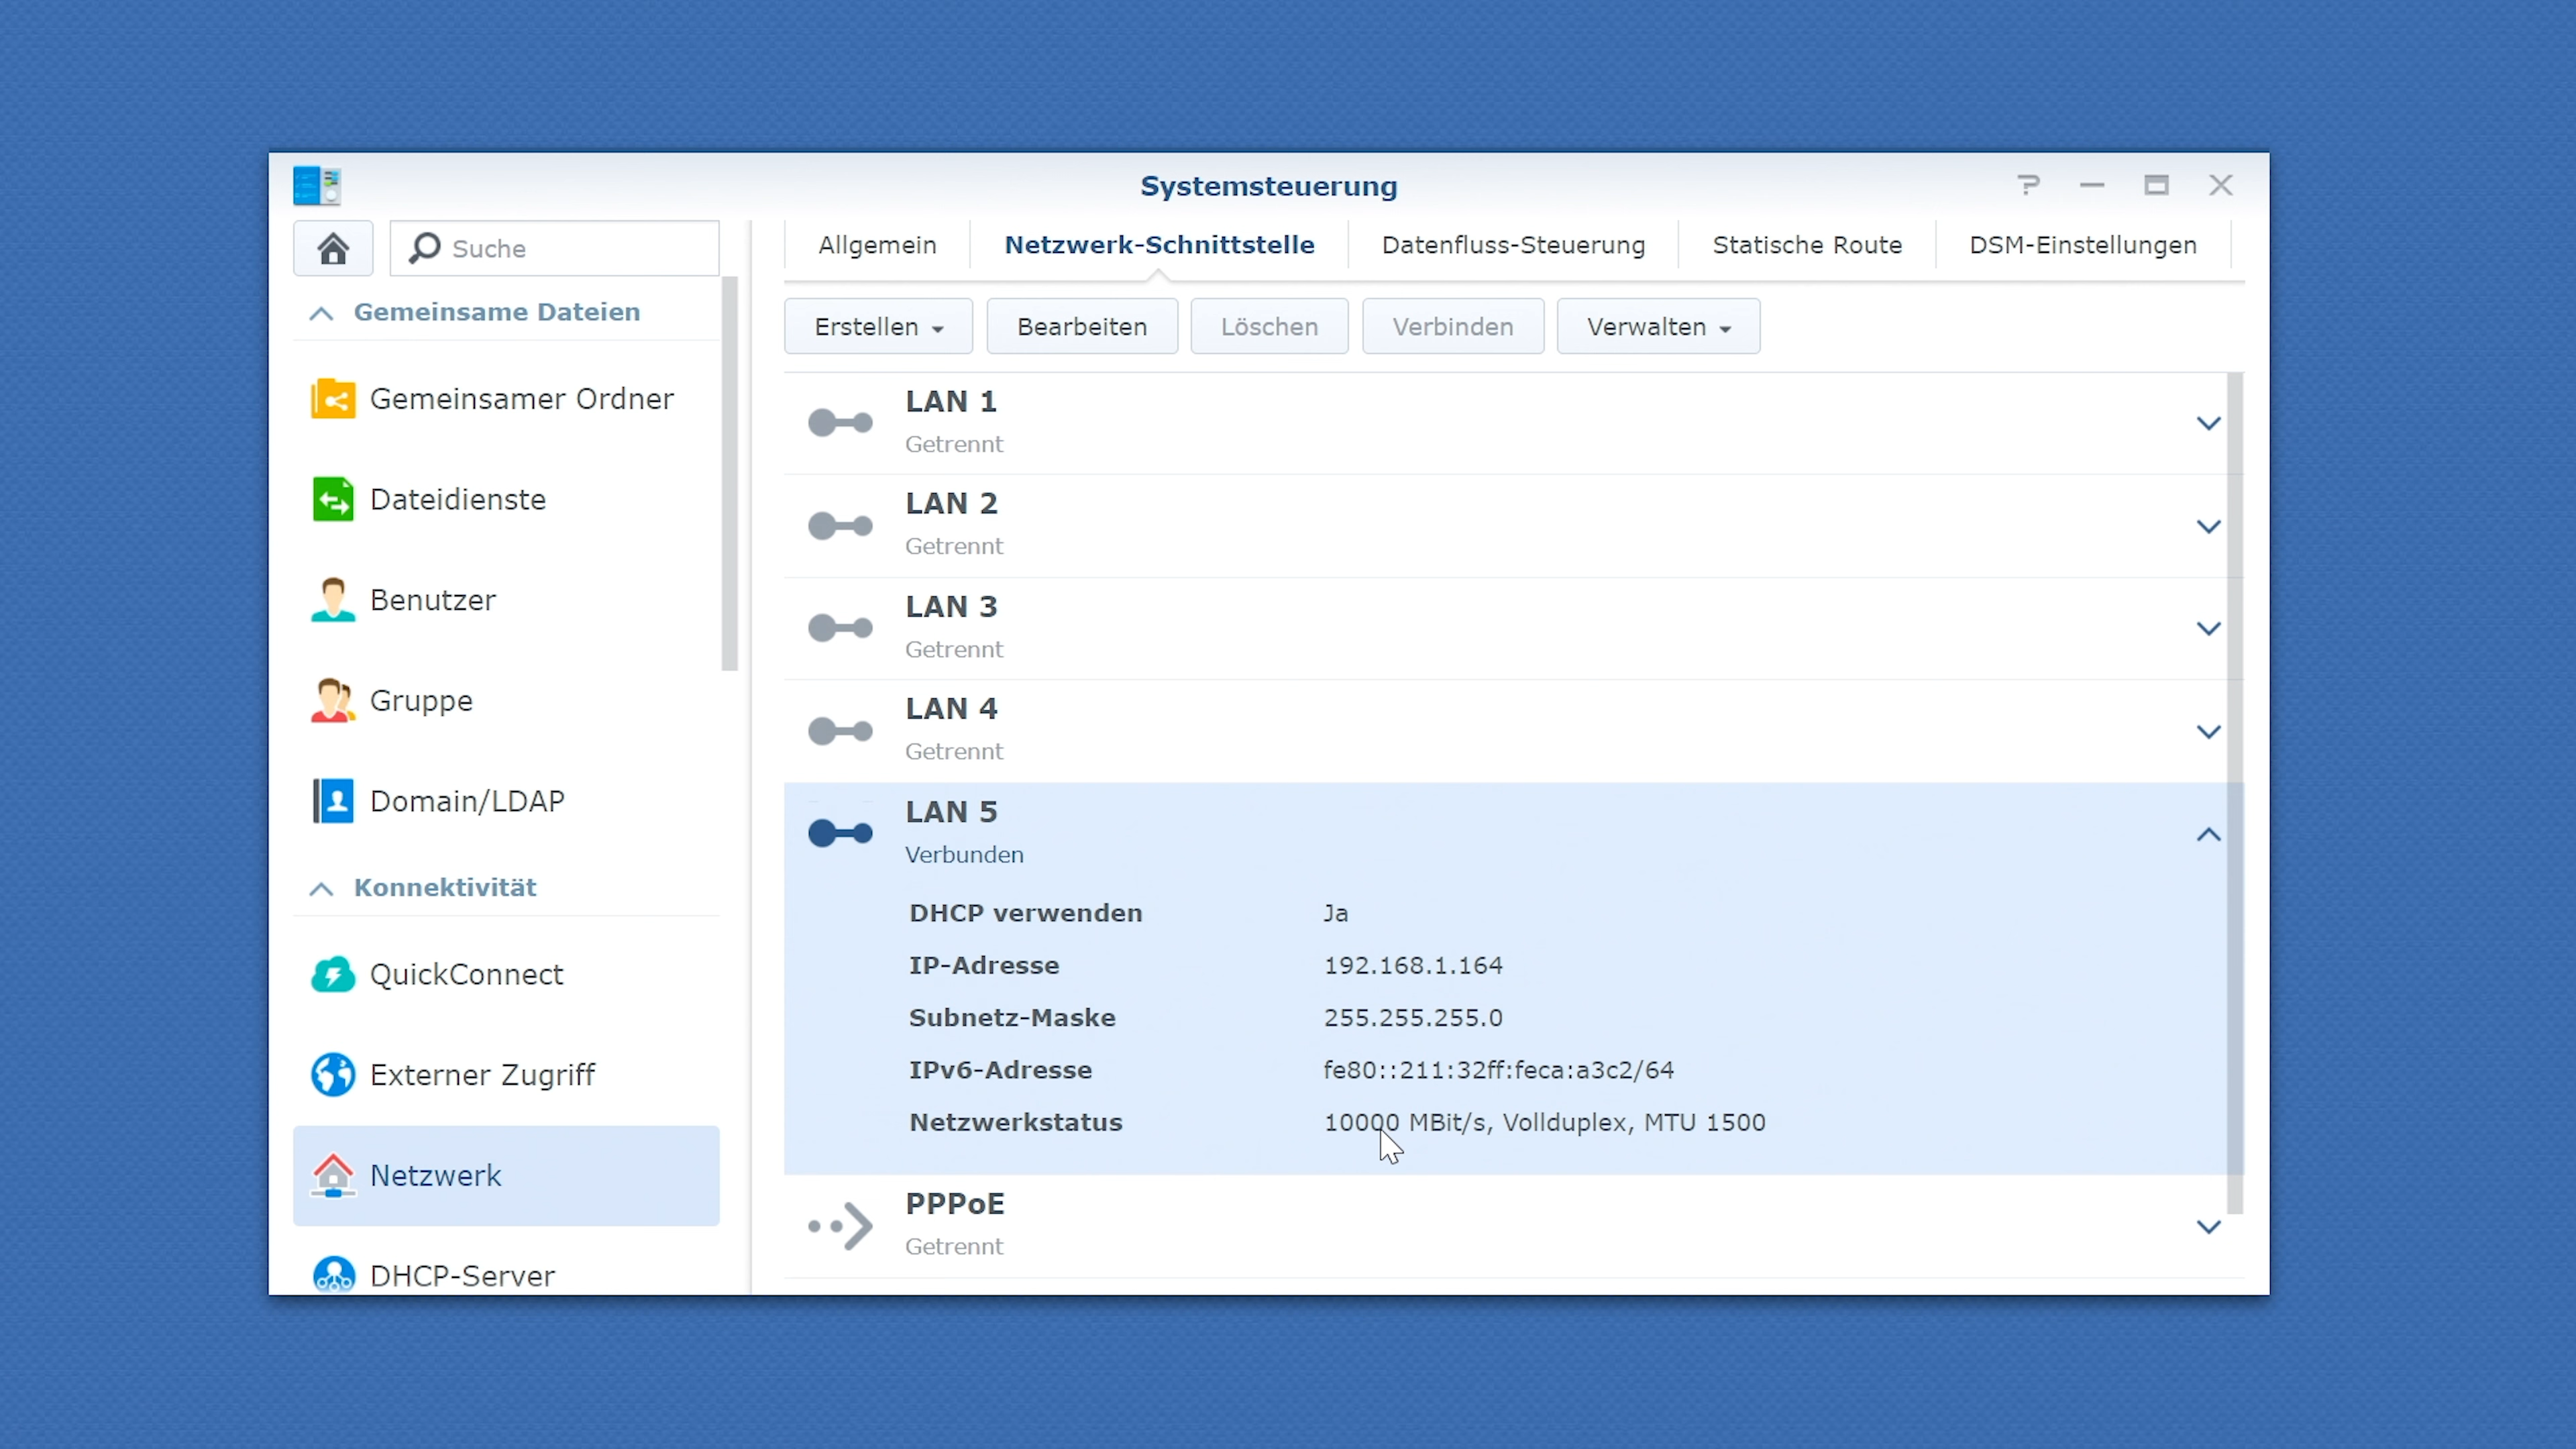 Systemsteuerung
Suche
Gemeinsame Dateien
Gemeinsamer Ordner
Dateidienste
Benutzer
Gruppe
Domain/LDAP
Konnektivität
QuickConnect
Externer Zugriff
Netzwerk
DHCP-Server
Allgemein Netzwerk-Schnittstelle Datenfluss-Steuerung Statische Route DSM-Einstellungen
Erstellen Bearbeiten Löschen Verbinden Verwalten
LAN 1
Getrennt
LAN 2
Getrennt
LAN 3
Getrennt
LAN 4
Getrennt
LAN 5
Verbunden
DHCP verwenden Ja
IP-Adresse 192.168.1.164
Subnetz-Maske 255.255.255.0
IPv6-Adresse fe80::211:32ff:feca:a3c2/64
Netzwerkstatus 10000 MBit/s, Vollduplex, MTU 1500
PPPoE
Getrennt